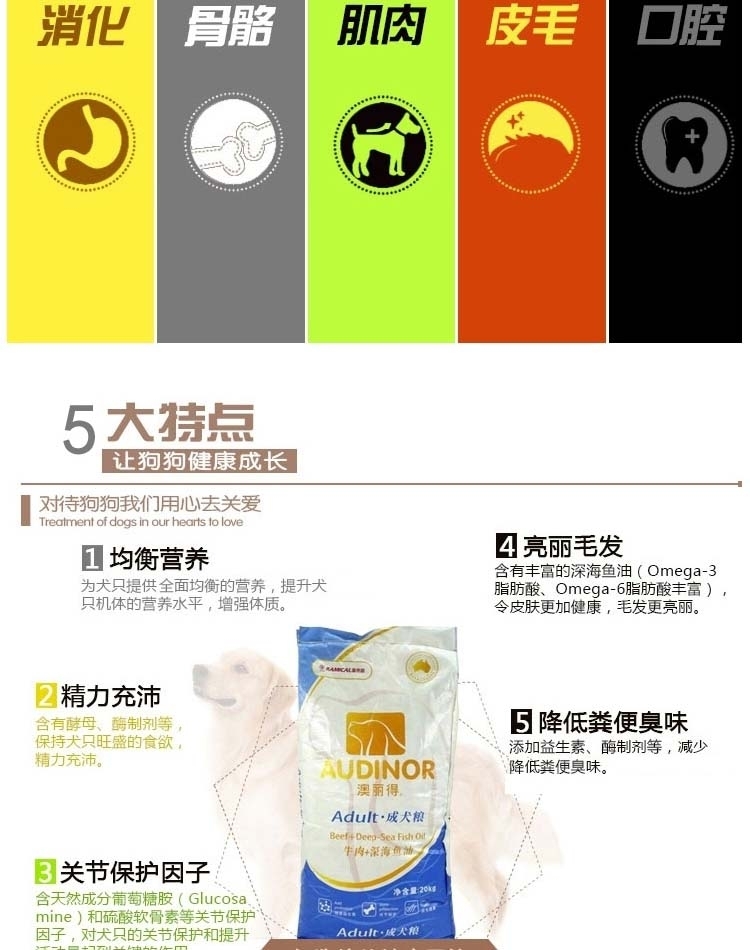 消化 骨骼 肌肉 皮毛 口腔
5大特点
让狗狗健康成长
对待狗狗我们用心去关爱
Treatment of dogs in our hearts to love
1 均衡营养
为犬只提供全面均衡的营养，提升犬
只机体的营养水平，增强体质。
2 精力充沛
含有酵母、酶制剂等，
保持犬只旺盛的食欲，
精力充沛。
3 关节保护因子
含天然成分葡萄糖胺（Glucosa
mine）和硫酸软骨素等关节保护
因子，对犬只的关节保护和提升
4 亮丽毛发
含有丰富的深海鱼油（Omega-3
脂肪酸、Omega-6脂肪酸丰富），
令皮肤更加健康，毛发更亮丽。
5 降低粪便臭味
添加益生素、酶制剂等，减少
降低粪便臭味。
RAMICAL
AUDINOR
澳丽得
Adult·成犬粮
Beef+Deep-Sea Fish Oil
牛肉+深海鱼油
净含量:20kg